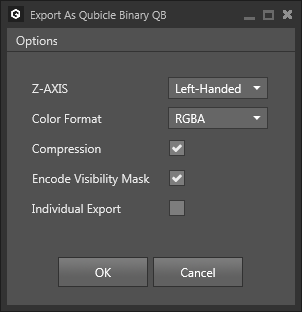 Export As Qubicle Binary QB
Options
Z-AXIS Left-Handed
Color Format RGBA
Compression
Encode Visibility Mask
Individual Export
OK Cancel